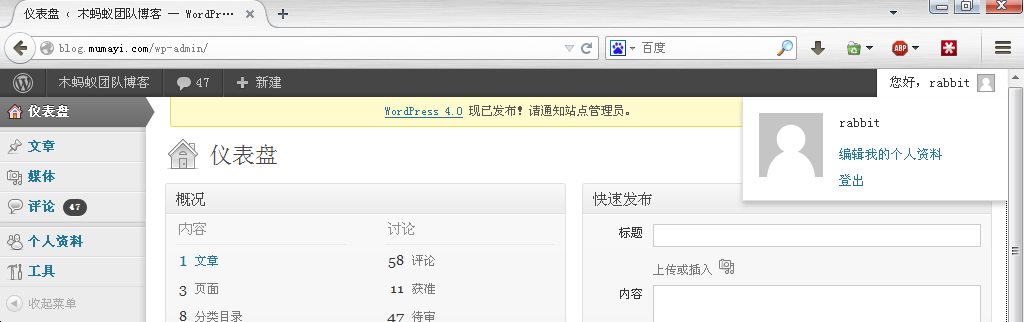 仪表盘 ‹ 木蚂蚁团队博客 — WordPr...
blog.mumayi.com/wp-admin/
百度
ABP
木蚂蚁团队博客
47
新建
您好，rabbit
仪表盘
文章
媒体
评论 47
个人资料
工具
收起菜单
WordPress 4.0 现已发布！请通知站点管理员。
rabbit
编辑我的个人资料
登出
仪表盘
概况
内容
讨论
1 文章
58 评论
3 页面
11 获准
8 分类目录
47 待审
快速发布
标题
上传或插入
内容